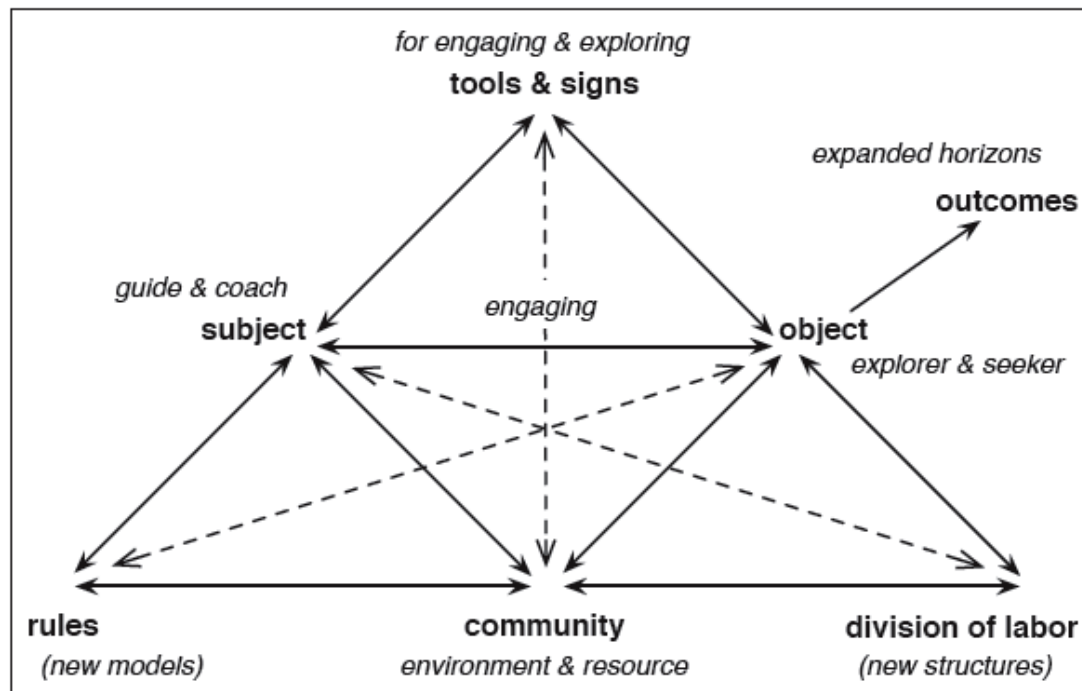 for engaging & exploring
tools & signs
expanded horizons
outcomes
guide & coach
subject
engaging
object
explorer & seeker
rules
(new models)
community
environment & resource
division of labor
(new structures)